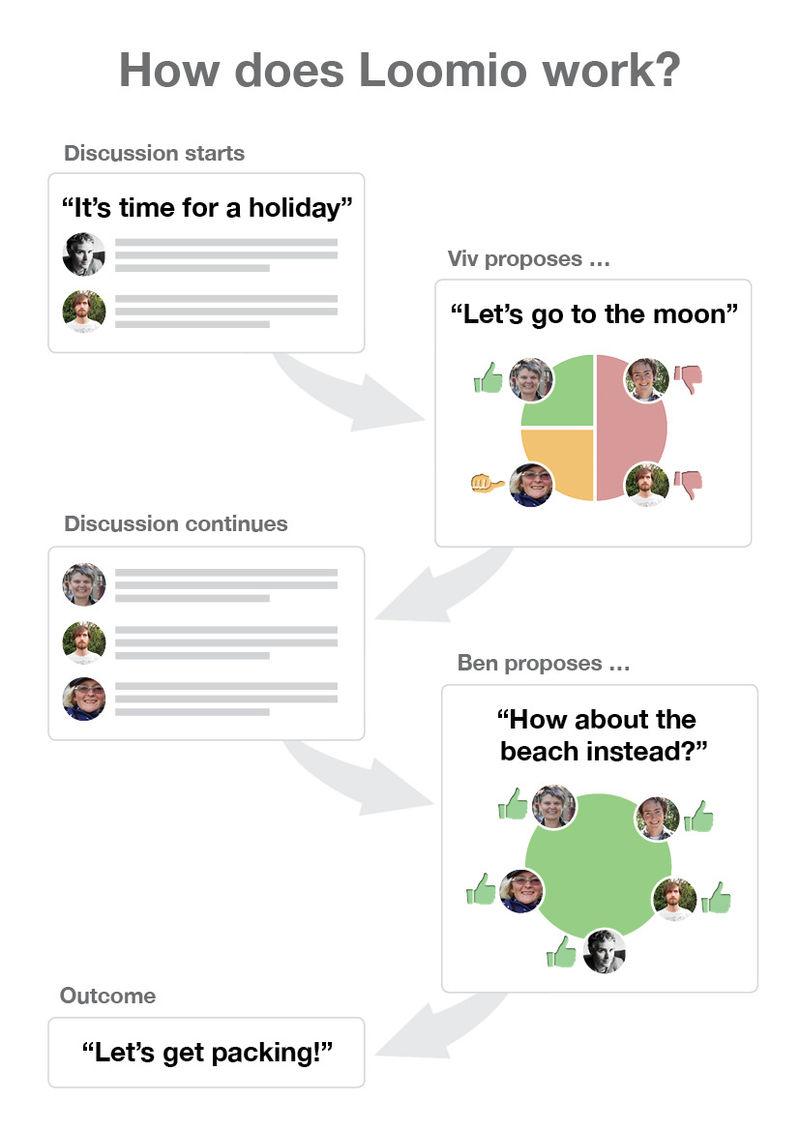 How does Loomio work?
Discussion starts
“It’s time for a holiday”
Viv proposes ...
“Let’s go to the moon”
Discussion continues
Ben proposes ...
“How about the
beach instead?”
Outcome
“Let’s get packing!”